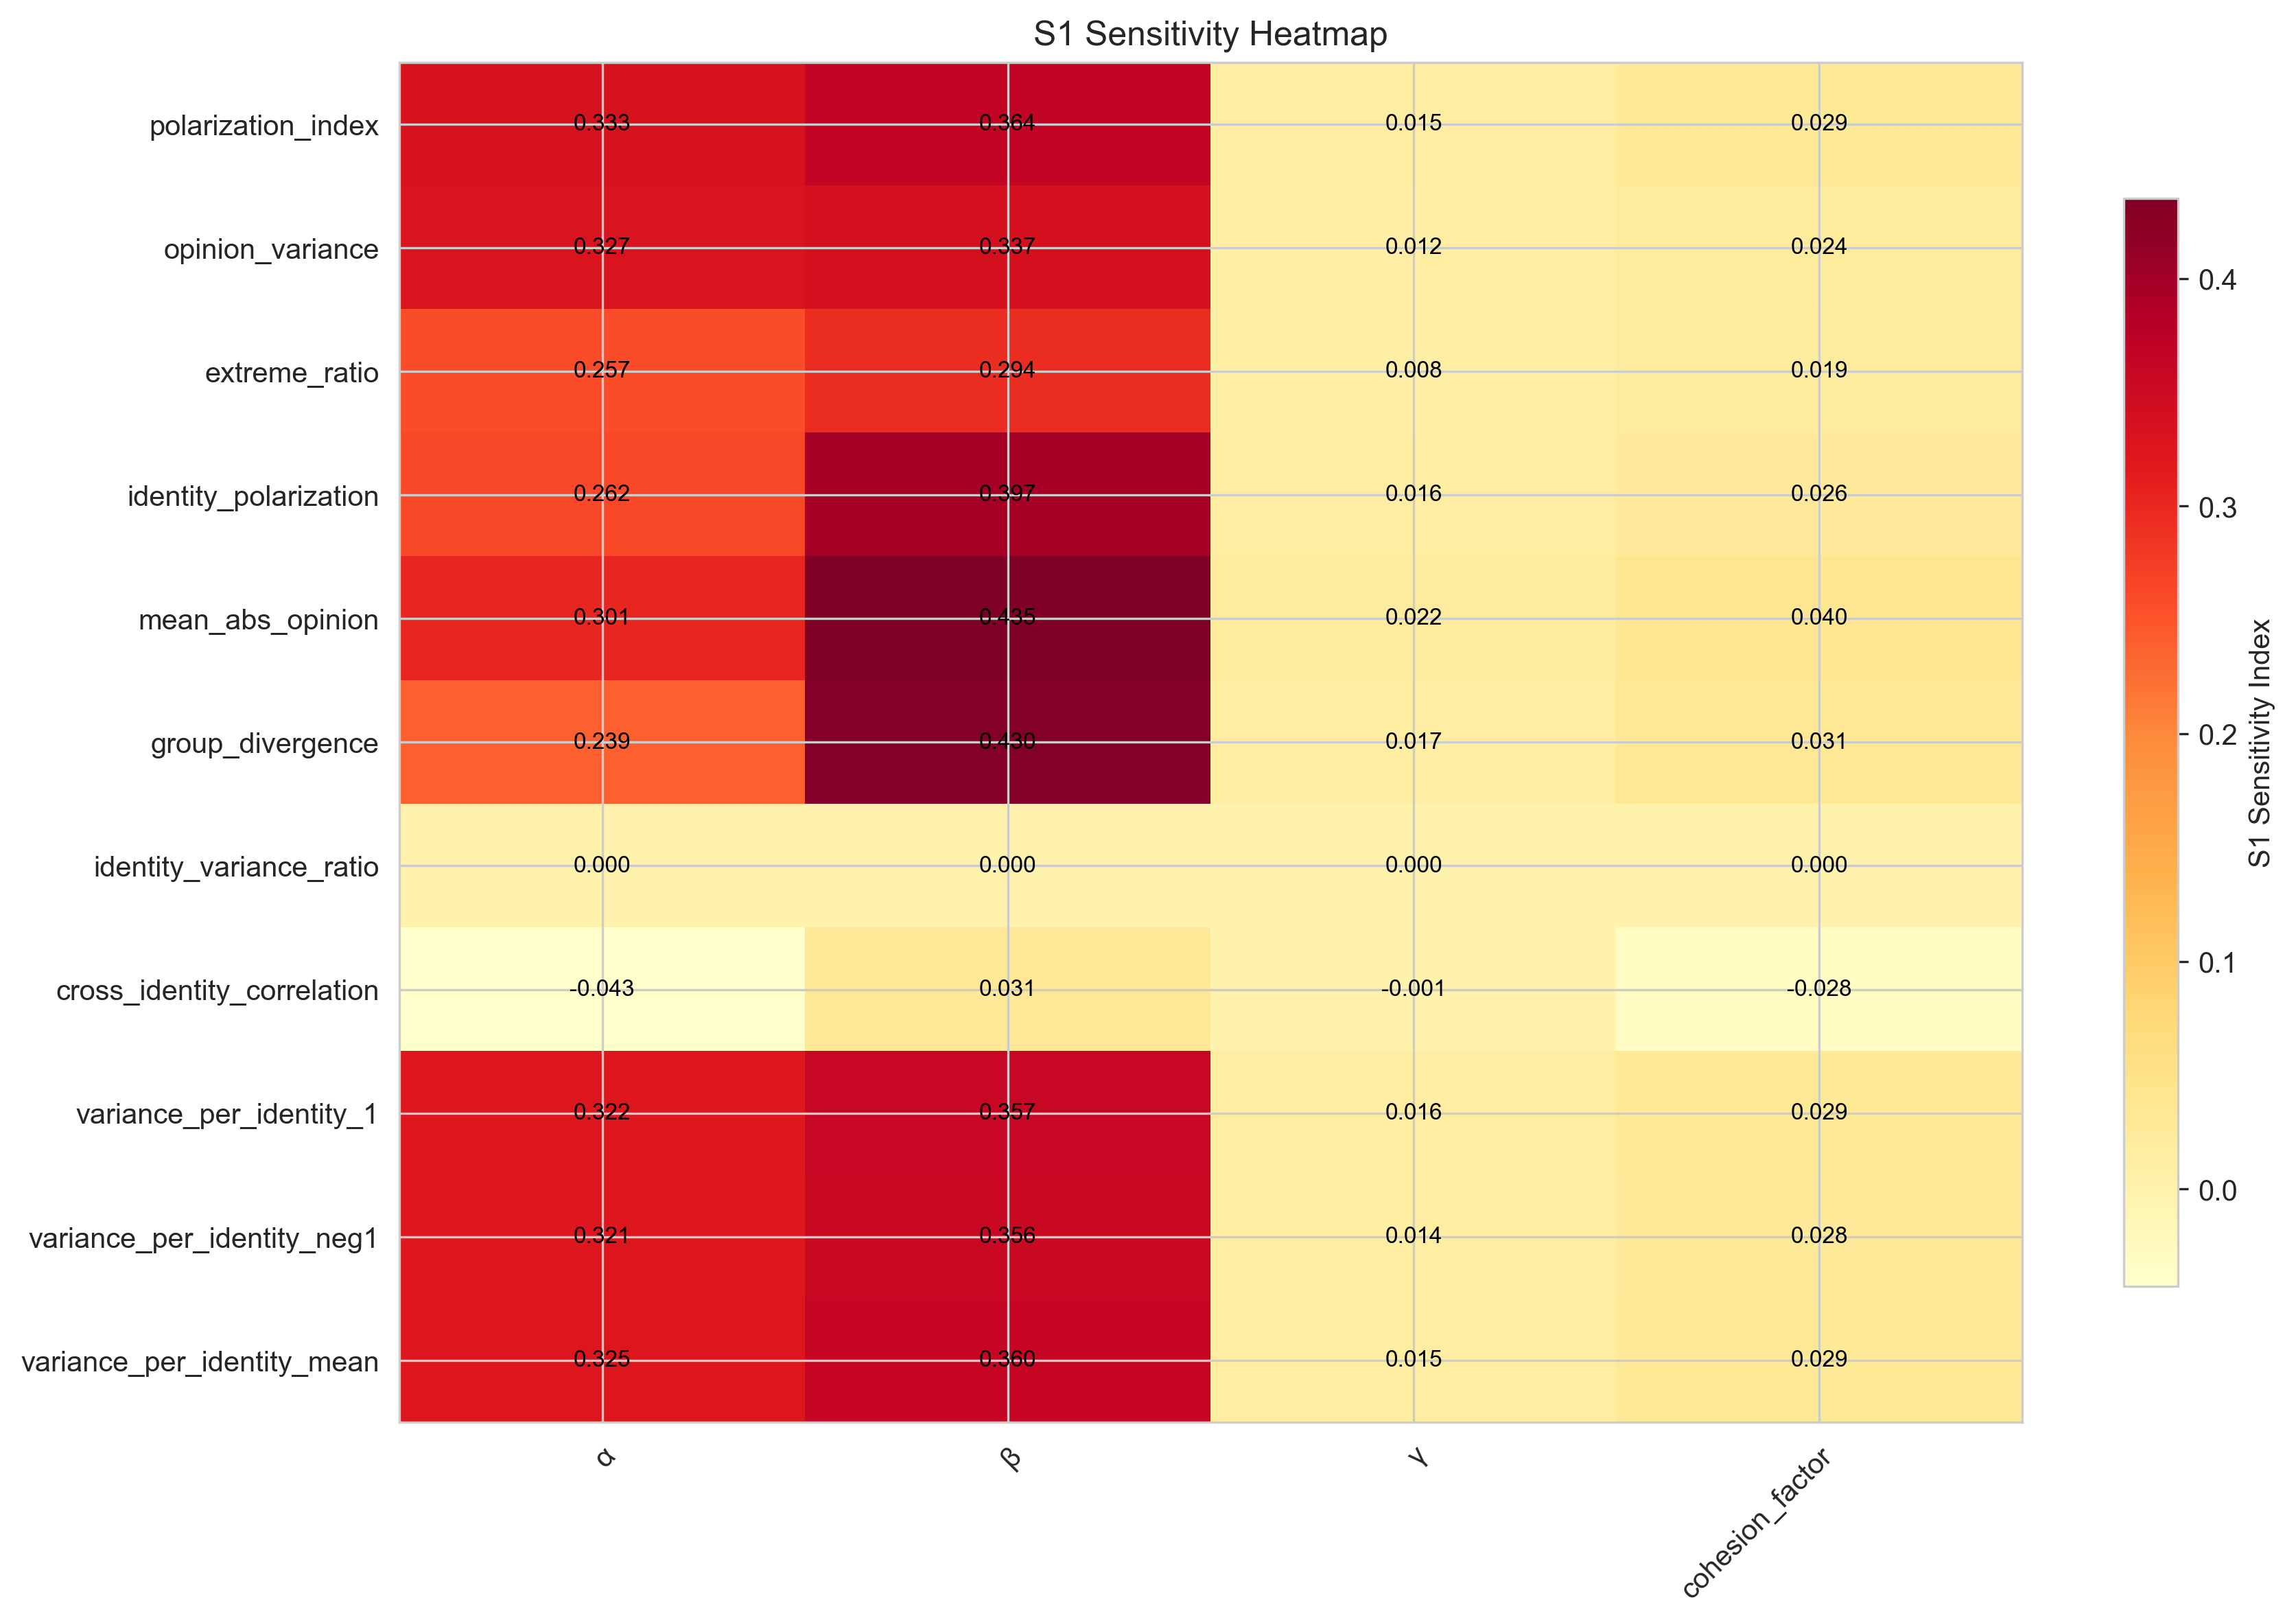 S1 Sensitivity Heatmap
polarization_index 0.333 0.364 0.015 0.029
opinion_variance 0.327 0.337 0.012 0.024
extreme_ratio 0.257 0.294 0.008 0.019
identity_polarization 0.262 0.397 0.016 0.026
mean_abs_opinion 0.301 0.435 0.022 0.040
group_divergence 0.239 0.430 0.017 0.031
identity_variance_ratio 0.000 0.000 0.000 0.000
cross_identity_correlation -0.043 0.031 -0.001 -0.028
variance_per_identity_1 0.322 0.357 0.016 0.029
variance_per_identity_neg1 0.321 0.356 0.014 0.028
variance_per_identity_mean 0.325 0.360 0.015 0.029
α β γ cohesion_factor
0.4
0.3
0.2
0.1
0.0
S1 Sensitivity Index